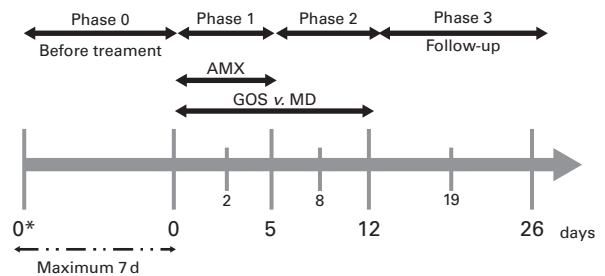 Phase 0 Phase 1 Phase 2 Phase 3
Before treament Follow-up
AMX
GOS v. MD
2 8 19
0* 0 5 12 26 days
Maximum 7 d